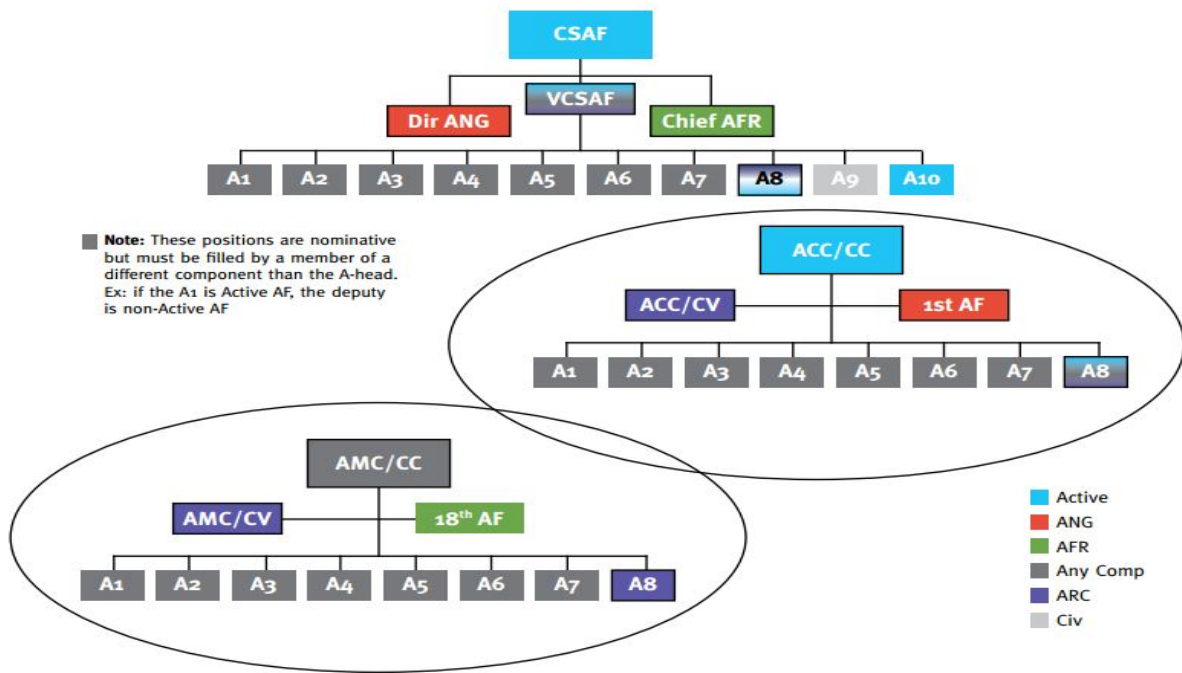 CSAF
VCSAF
Dir ANG
Chief AFR
A1 A2 A3 A4 A5 A6 A7 A8 A9 A10
Note: These positions are nominative
but must be filled by a member of a
different component than the A-head.
Ex: if the A1 is Active AF, the deputy
is non-Active AF
ACC/CC
ACC/CV 1st AF
A1 A2 A3 A4 A5 A6 A7 A8
AMC/CC
AMC/CV 18th AF
A1 A2 A3 A4 A5 A6 A7 A8
Active
ANG
AFR
Any Comp
ARC
Civ